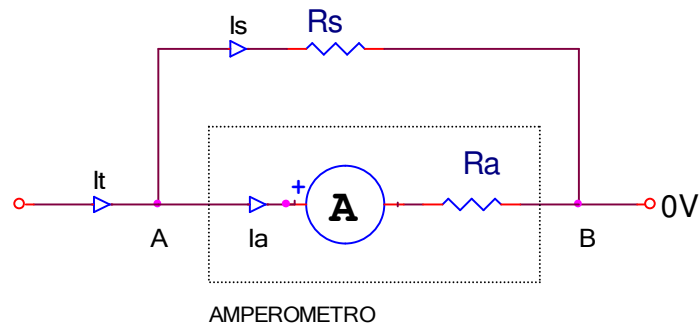 Is Rs
It
+ A Ra
0V
A Ia B
AMPEROMETRO